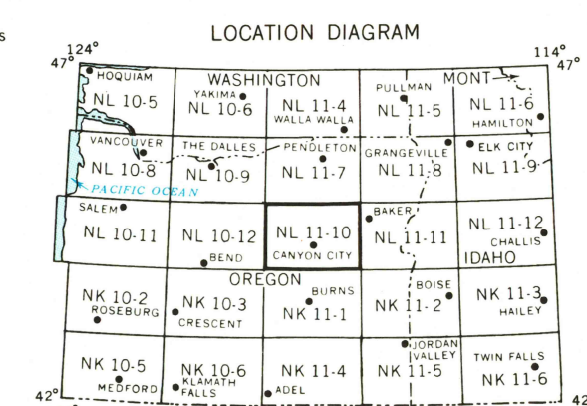 s
LOCATION DIAGRAM
124° 114°
47° 47°
HOQUIAM WASHINGTON PULLMAN MONT
NL 10-5 YAKIMA NL 10-6 NL 11-4 NL 11-5 NL 11-6
WALLA WALLA HAMILTON
VANCOUVER THE DALLES PENDLETON GRANGEVILLE ELK CITY
NL 10-8 NL 10-9 NL 11-7 NL 11-8 NL 11-9
PACIFIC OCEAN
SALEM BAKER
NL 10-11 NL 10-12 NL 11-10 NL 11-11 NL 11-12
BEND CANYON CITY CHALLIS
IDAHO
OREGON
NK 10-2 NK 10-3 BURNS BOISE NK 11-3
ROSEBURG CRESCENT NK 11-1 NK 11-2 HAILEY
JORDAN VALLEY TWIN FALLS
NK 10-5 NK 10-6 NK 11-4 NK 11-5 NK 11-6
MEDFORD KLAMATH FALLS ADEL
42° 42